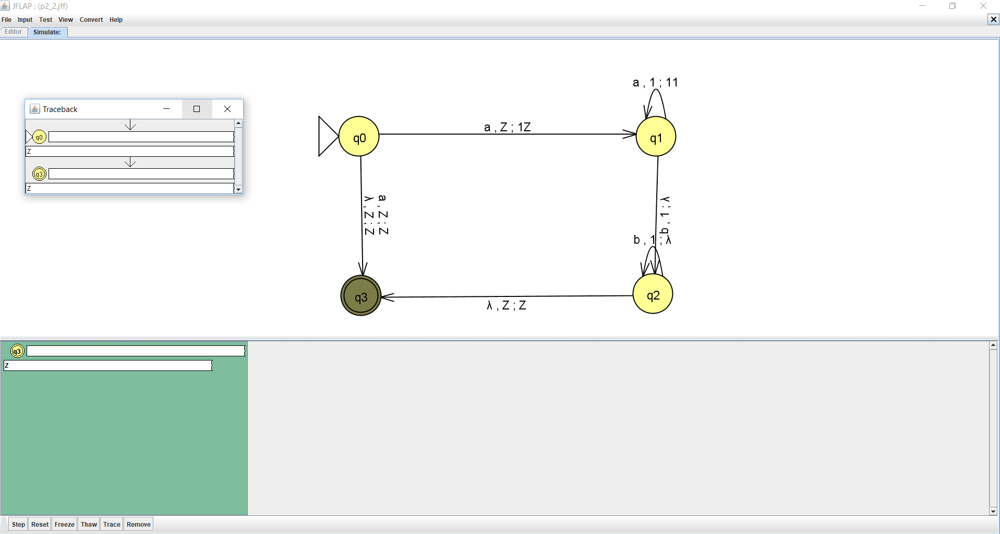 JFLAP : (p2_2.jff)
File Input Test View Convert Help
Editor Simulate:
a , 1 ; 11
Traceback
q0
Z
q3
Z
q0
a , Z ; 1Z
q1
a , Z ; Z
λ , Z ; Z
b , 1 ; λ
b , 1 ; λ
q3
λ , Z ; Z
q2
q3
Z
Step Reset Freeze Thaw Trace Remove